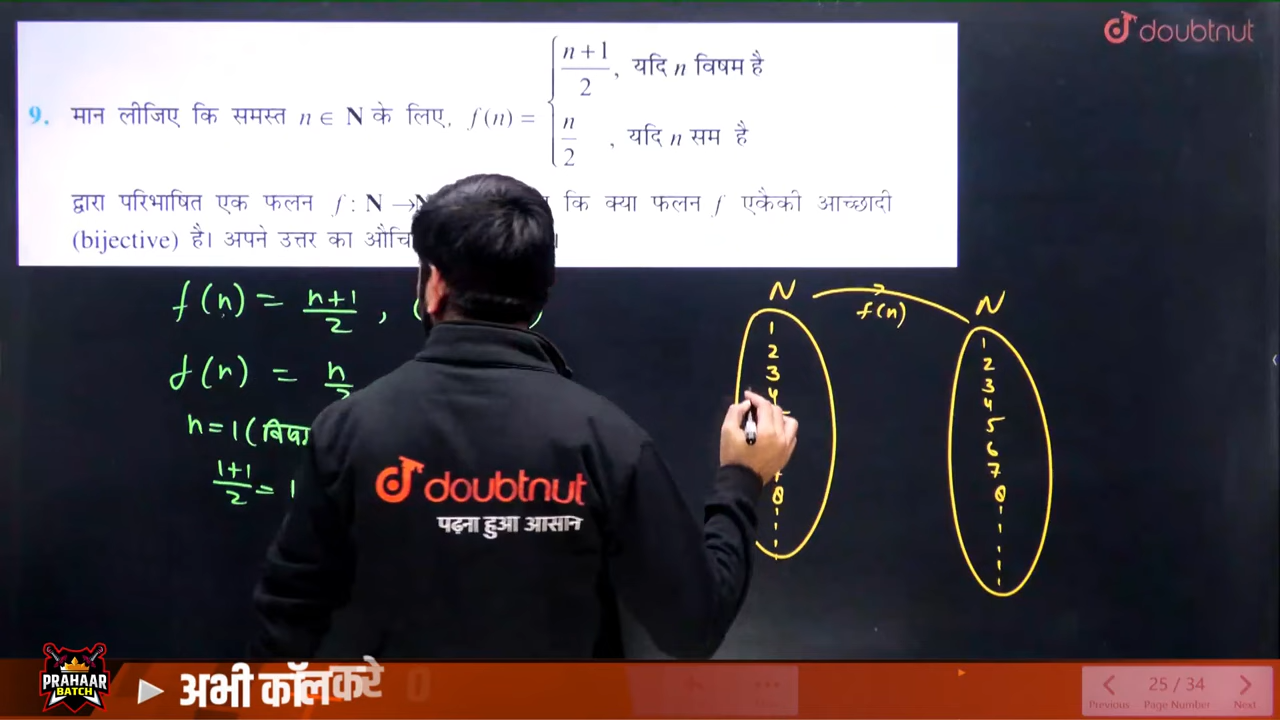 doubtnut
9. मान लीजिए कि समस्त n ∈ N के लिए, f(n) = { (n+1)/2, यदि n विषम है
n/2 , यदि n सम है
द्वारा परिभाषित एक फलन f : N → कि क्या फलन f एकैकी आच्छादी
(bijective) है। अपने उत्तर का
f(n) = (n+1)/2 , (
f(n) = n
n=1 (
(1+1)/2 = 1
N f(n) N
1 1
2 2
3 3
4 4
5
6
7
8 8
doubtnut
पढ़ना हुआ आसान
PRAHAAR
BATCH
अभी कॉल करे
25 / 34
Previous Page Number Next